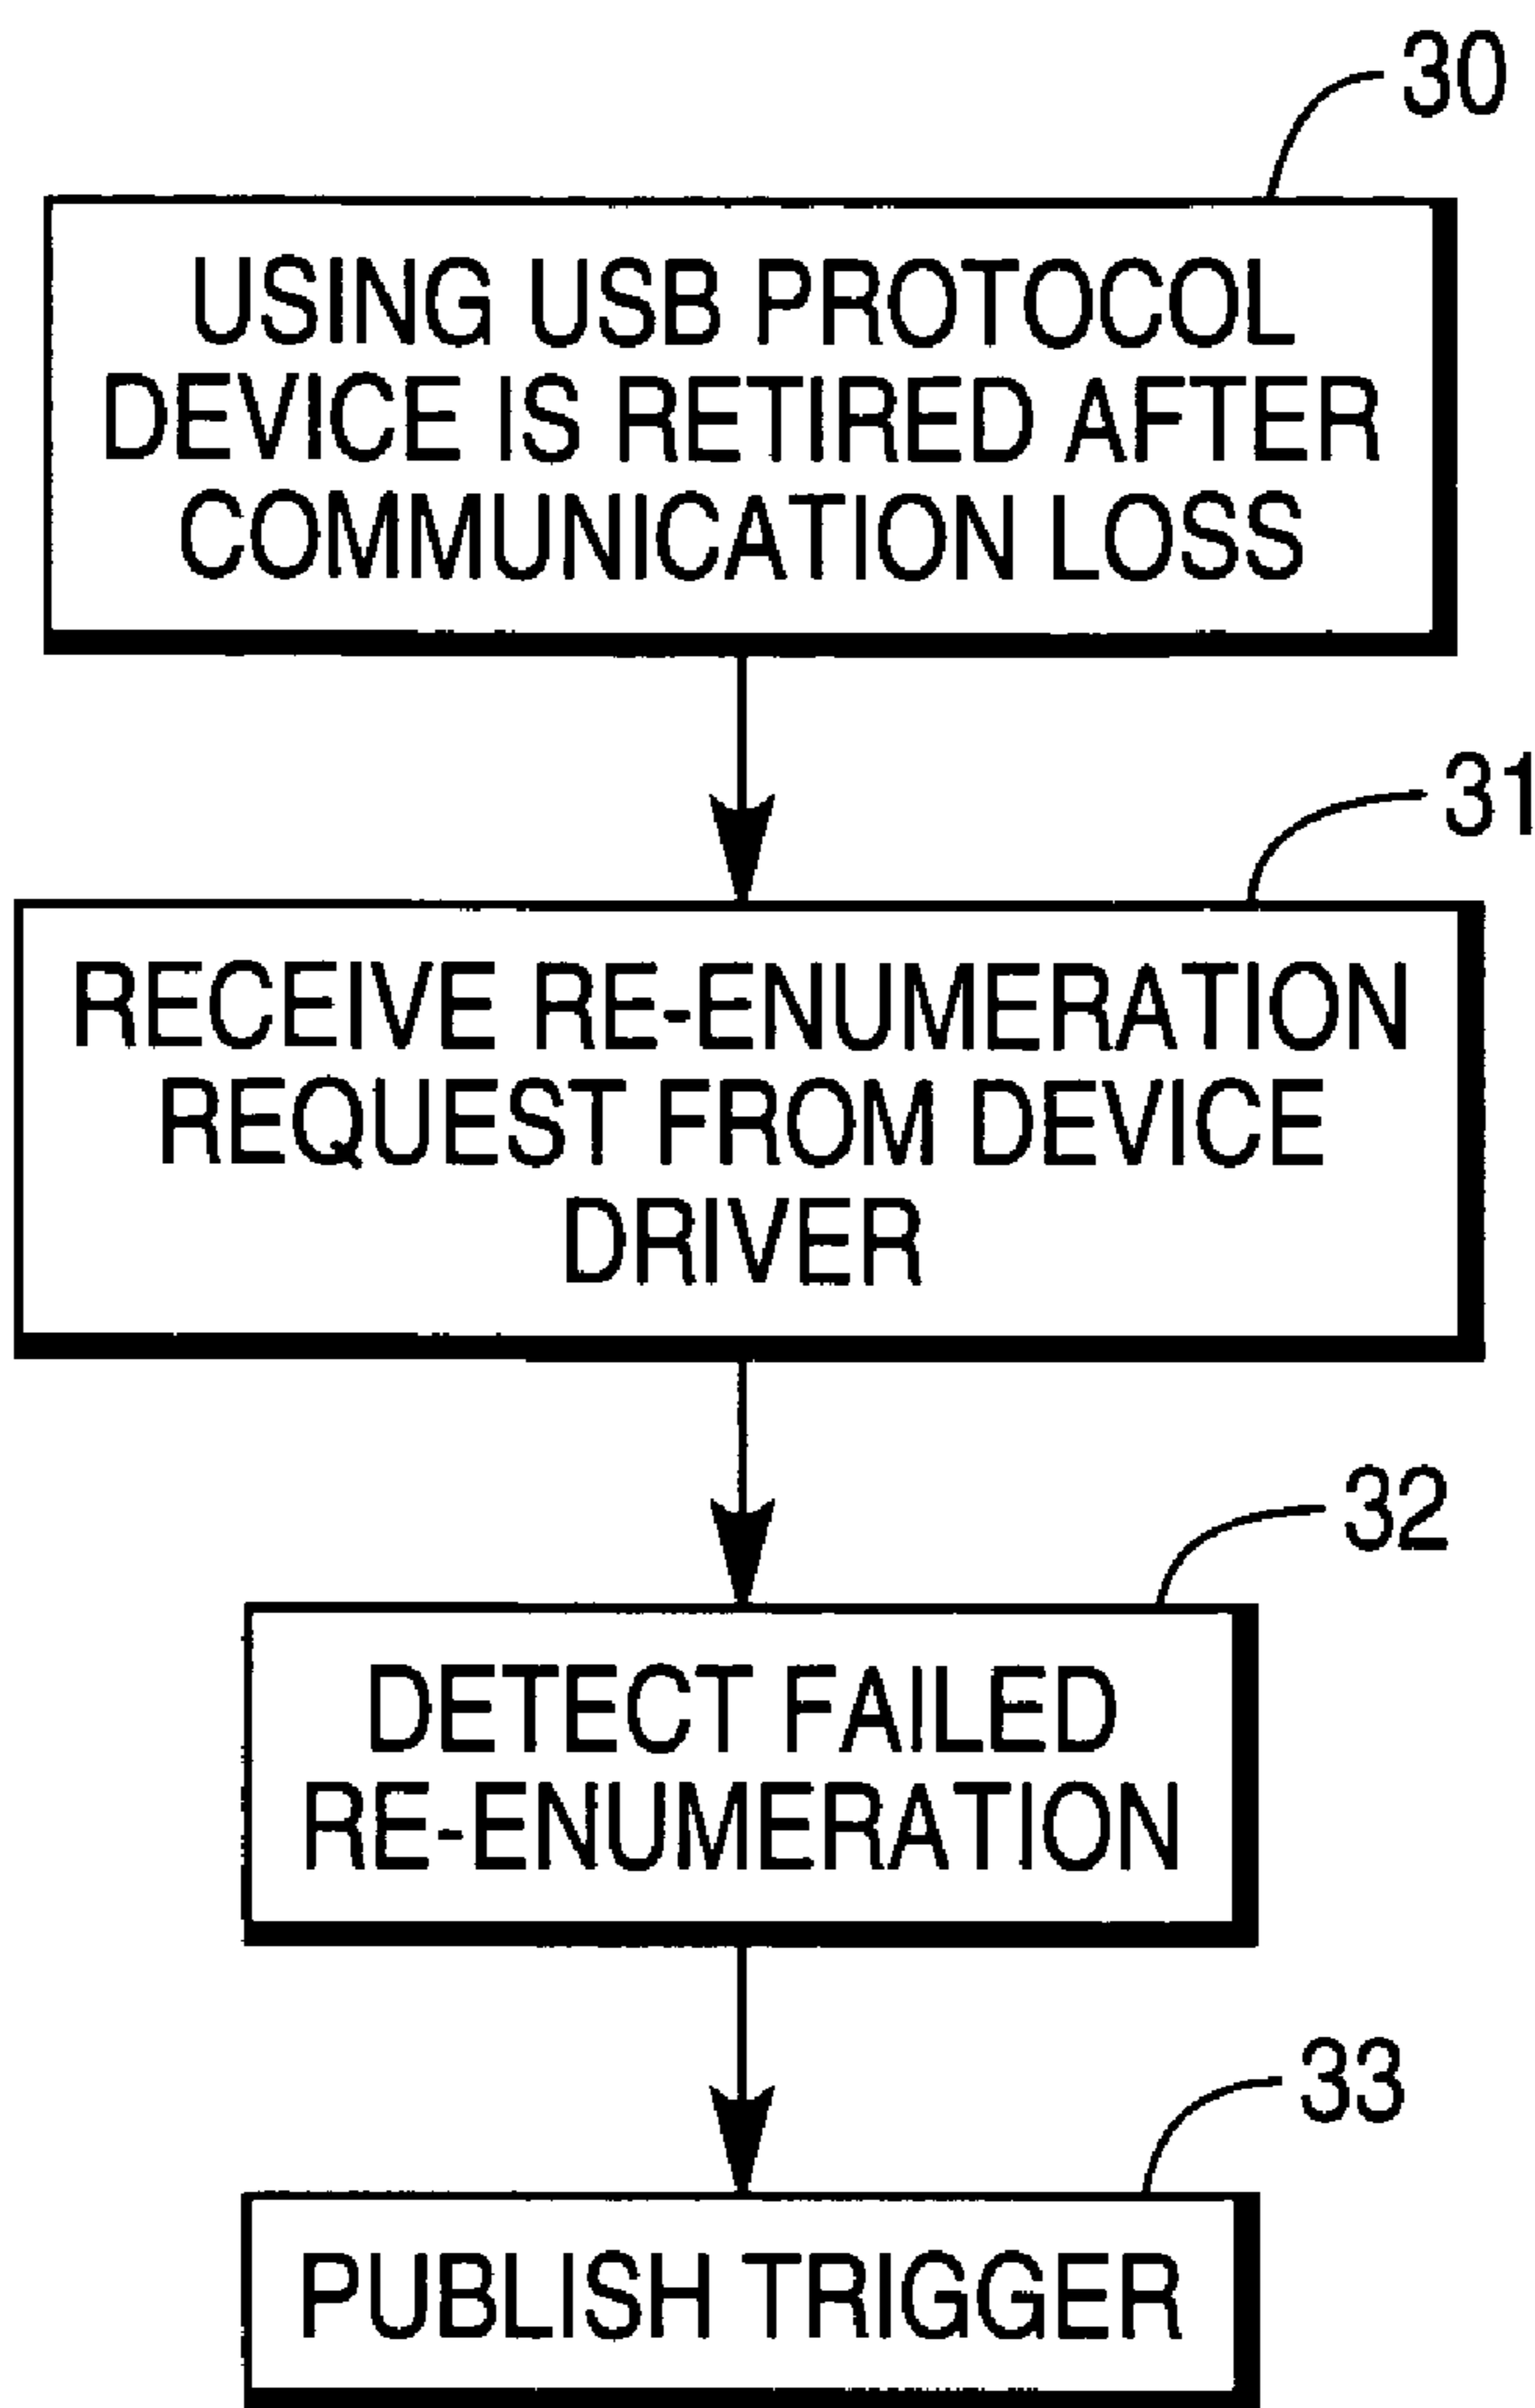 30
USING USB PROTOCOL
DEVICE IS RETIRED AFTER
COMMUNICATION LOSS
31
RECEIVE RE-ENUMERATION
REQUEST FROM DEVICE
DRIVER
32
DETECT FAILED
RE-ENUMERATION
33
PUBLISH TRIGGER